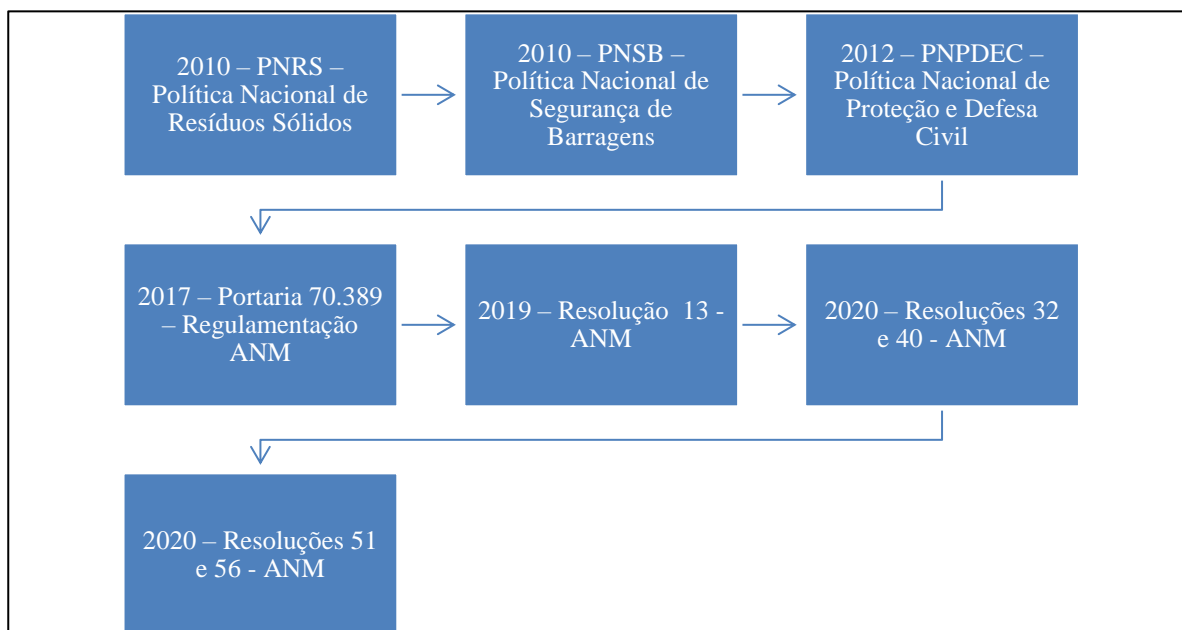 2010 – PNRS –
Política Nacional de
Resíduos Sólidos
2010 – PNSB –
Política Nacional de
Segurança de
Barragens
2012 – PNPDEC –
Política Nacional de
Proteção e Defesa
Civil
2017 – Portaria 70.389
– Regulamentação
ANM
2019 – Resolução 13 -
ANM
2020 – Resoluções 32
e 40 - ANM
2020 – Resoluções 51
e 56 - ANM